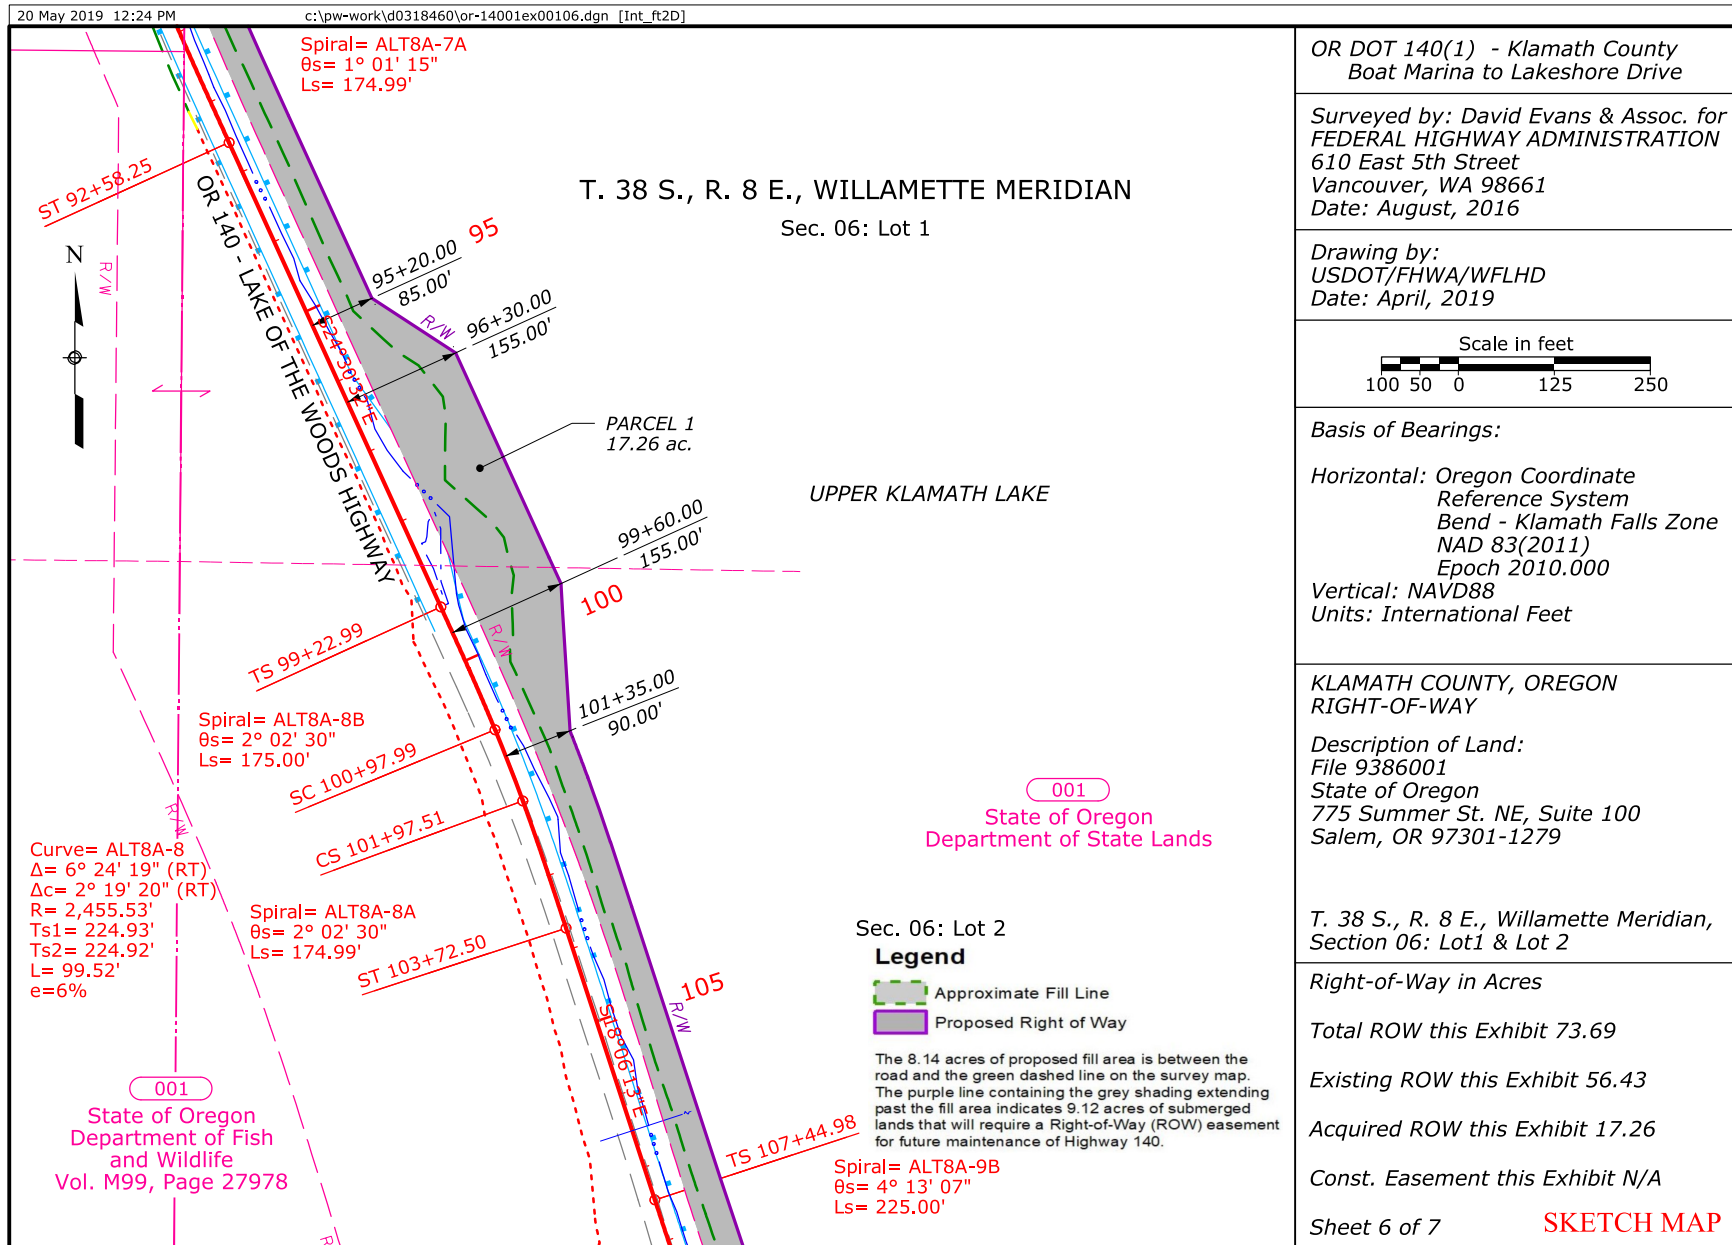 20 May 2019 12:24 PM
c:\pw-work\d0318460\or-14001ex00106.dgn [Int_ft2D]
Spiral= ALT8A-7A
θs= 1° 01' 15"
Ls= 174.99'
ST 92+58.25
N
R/W
OR 140 - LAKE OF THE WOODS HIGHWAY
T. 38 S., R. 8 E., WILLAMETTE MERIDIAN
Sec. 06: Lot 1
95
95+20.00
85.00'
R/W
96+30.00
155.00'
S24°30'32"E
PARCEL 1
17.26 ac.
UPPER KLAMATH LAKE
99+60.00
155.00'
100
R/W
TS 99+22.99
101+35.00
90.00'
Spiral= ALT8A-8B
θs= 2° 02' 30"
Ls= 175.00'
SC 100+97.99
R/W
CS 101+97.51
Curve= ALT8A-8
Δ= 6° 24' 19" (RT)
Δc= 2° 19' 20" (RT)
R= 2,455.53'
Ts1= 224.93'
Ts2= 224.92'
L= 99.52'
e=6%
Spiral= ALT8A-8A
θs= 2° 02' 30"
Ls= 174.99'
ST 103+72.50
001
State of Oregon
Department of State Lands
105
R/W
S18°06'13"E
Sec. 06: Lot 2
Legend
Approximate Fill Line
Proposed Right of Way
The 8.14 acres of proposed fill area is between the
road and the green dashed line on the survey map.
The purple line containing the grey shading extending
past the fill area indicates 9.12 acres of submerged
lands that will require a Right-of-Way (ROW) easement
for future maintenance of Highway 140.
001
State of Oregon
Department of Fish
and Wildlife
Vol. M99, Page 27978
TS 107+44.98
Spiral= ALT8A-9B
θs= 4° 13' 07"
Ls= 225.00'
OR DOT 140(1) - Klamath County
Boat Marina to Lakeshore Drive
Surveyed by: David Evans & Assoc. for
FEDERAL HIGHWAY ADMINISTRATION
610 East 5th Street
Vancouver, WA 98661
Date: August, 2016
Drawing by:
USDOT/FHWA/WFLHD
Date: April, 2019
Scale in feet
100 50 0 125 250
Basis of Bearings:
Horizontal: Oregon Coordinate
Reference System
Bend - Klamath Falls Zone
NAD 83(2011)
Epoch 2010.000
Vertical: NAVD88
Units: International Feet
KLAMATH COUNTY, OREGON
RIGHT-OF-WAY
Description of Land:
File 9386001
State of Oregon
775 Summer St. NE, Suite 100
Salem, OR 97301-1279
T. 38 S., R. 8 E., Willamette Meridian,
Section 06: Lot1 & Lot 2
Right-of-Way in Acres
Total ROW this Exhibit 73.69
Existing ROW this Exhibit 56.43
Acquired ROW this Exhibit 17.26
Const. Easement this Exhibit N/A
Sheet 6 of 7
SKETCH MAP